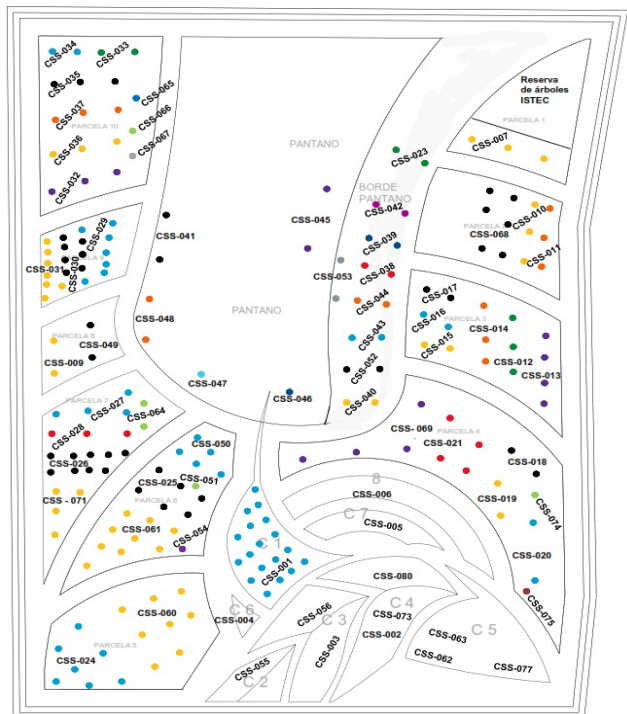 CSS-034
CSS-033
CSS-035
CSS-065
CSS-037
CSS-066
PARCELA 10
CSS-036
CSS-067
CSS-032
Reserva
de árboles
ISTEC
PARCELA 1
CSS-007
PANTANO
CSS-023
BORDE
PANTANO
CSS-042
CSS-045
CSS-039
CSS-038
CSS-053
CSS-044
CSS-010
CSS-068
CSS-011
CSS-029
CSS-031
CSS-030
CSS-041
CSS-048
PANTANO
CSS-017
CSS-016
PARCELA 3
CSS-014
CSS-015
CSS-012
CSS-013
CSS-043
CSS-052
CSS-040
CSS-049
CSS-009
CSS-047
CSS-046
PARCELA 7
CSS-027
CSS-064
CSS-028
CSS-026
CSS - 071
CSS-050
CSS-025
CSS-051
PARCELA 6
CSS-061
CSS-054
CSS- 069
PARCELA 4
CSS-021
CSS-018
CSS-019
CSS-074
CSS-020
CSS-075
8
CSS-006
C 7
CSS-005
C 1
CSS-001
CSS-080
C 6
CSS-004
CSS-056
C 3
CSS-003
C 4
CSS-073
CSS-002
C 5
CSS-063
CSS-062
CSS-077
CSS-055
C 2
CSS-060
PARCELA 5
CSS-024